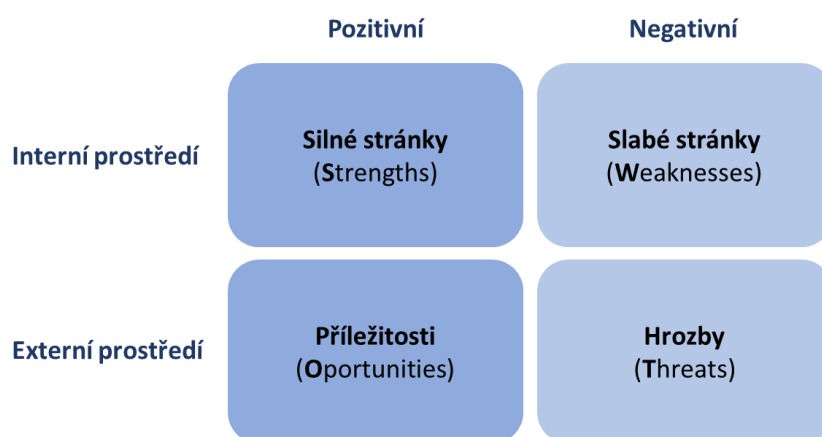 Pozitivní
Negativní
Interní prostředí
Silné stránky
(Strengths)
Slabé stránky
(Weaknesses)
Externí prostředí
Příležitosti
(Oportunities)
Hrozby
(Threats)